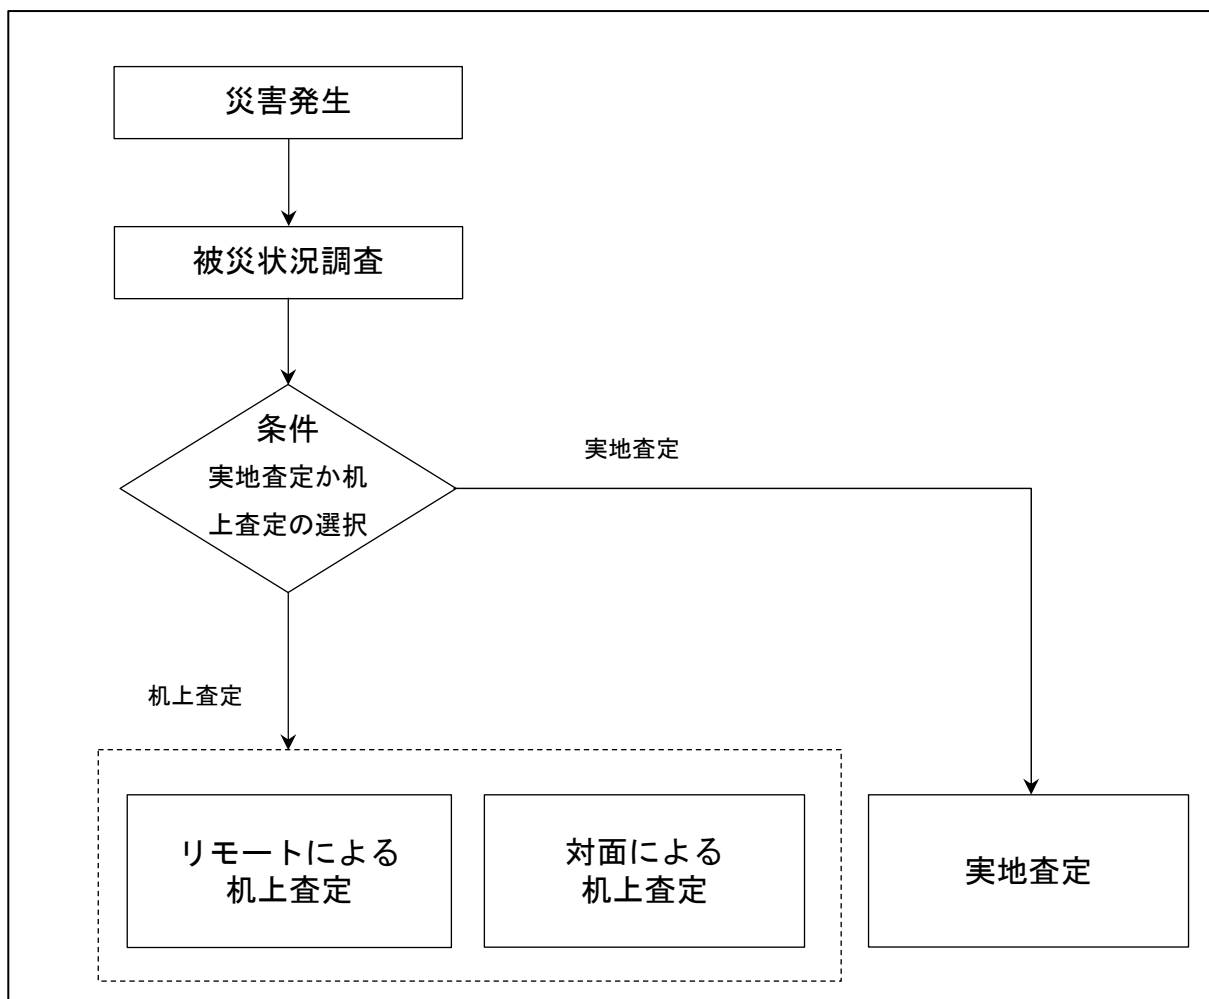 災害発生
被災状況調査
条件
実地査定か机
上査定の選択
実地査定
机上査定
リモートによる
机上査定
対面による
机上査定
実地査定